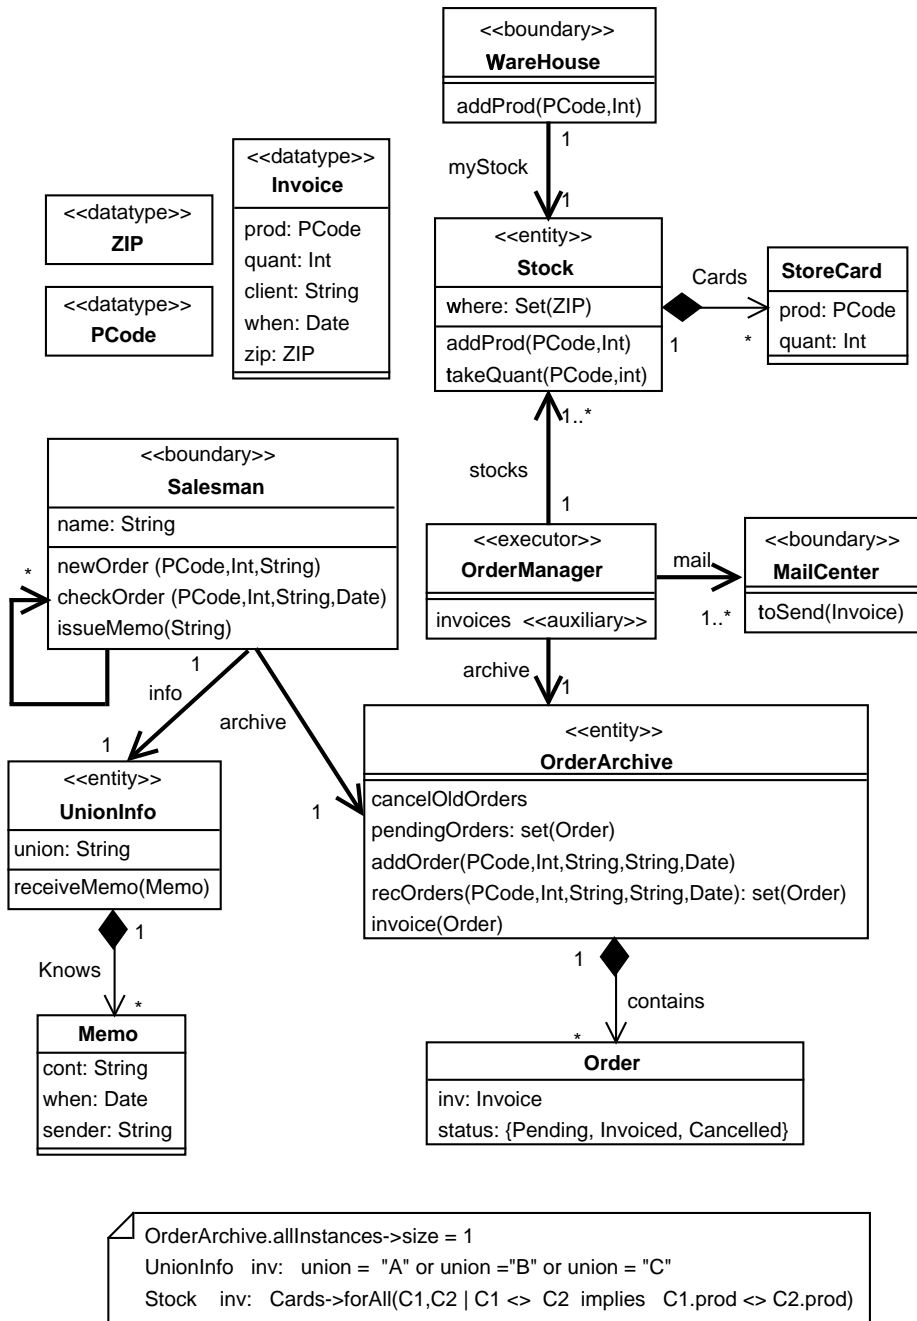 <<boundary>>
WareHouse
addProd(PCode,Int)
1
myStock
1
<<datatype>>
Invoice
prod: PCode
quant: Int
client: String
when: Date
zip: ZIP
<<datatype>>
ZIP
<<datatype>>
PCode
<<entity>>
Stock
where: Set(ZIP)
addProd(PCode,Int)
takeQuant(PCode,int)
Cards
1
*
StoreCard
prod: PCode
quant: Int
1..*
stocks
1
<<boundary>>
Salesman
name: String
newOrder (PCode,Int,String)
checkOrder (PCode,Int,String,Date)
issueMemo(String)
*
1
<<executor>>
OrderManager
invoices <<auxiliary>>
mail
1..*
<<boundary>>
MailCenter
toSend(Invoice)
archive
1
info
archive
1
1
<<entity>>
UnionInfo
union: String
receiveMemo(Memo)
<<entity>>
OrderArchive
cancelOldOrders
pendingOrders: set(Order)
addOrder(PCode,Int,String,String,Date)
recOrders(PCode,Int,String,String,Date): set(Order)
invoice(Order)
1
Knows
*
1
contains
*
Memo
cont: String
when: Date
sender: String
Order
inv: Invoice
status: {Pending, Invoiced, Cancelled}
OrderArchive.allInstances->size = 1
UnionInfo inv: union = "A" or union ="B" or union = "C"
Stock inv: Cards->forAll(C1,C2 | C1 <> C2 implies C1.prod <> C2.prod)